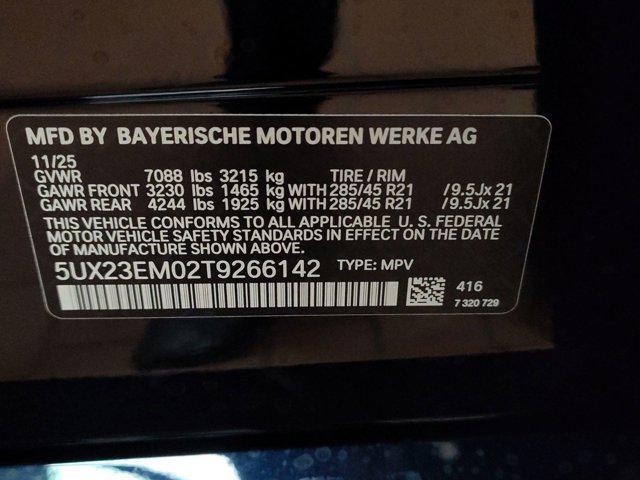 MFD BY BAYERISCHE MOTOREN WERKE AG
11/25
GVWR 7088 lbs 3215 kg TIRE / RIM
GAWR FRONT 3230 lbs 1465 kg WITH 285/45 R21 /9.5Jx 21
GAWR REAR 4244 lbs 1925 kg WITH 285/45 R21 /9.5Jx 21
THIS VEHICLE CONFORMS TO ALL APPLICABLE U. S. FEDERAL
MOTOR VEHICLE SAFETY STANDARDS IN EFFECT ON THE DATE
OF MANUFACTURE SHOWN ABOVE.
5UX23EM02T9266142 TYPE: MPV
416
7 320 729